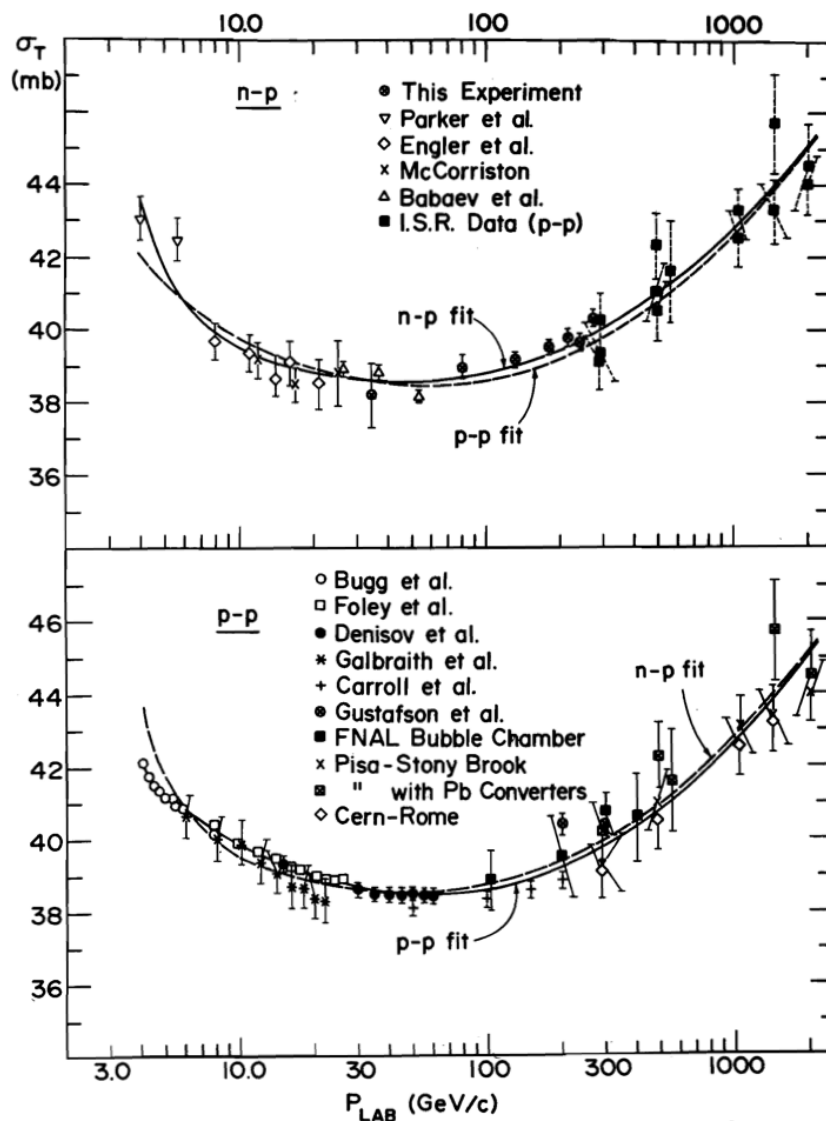 10.0 100 1000
σT
(mb)
n-p
This Experiment
Parker et al.
Engler et al.
McCorriston
Babaev et al.
I.S.R. Data (p-p)
44
42
40
38
36
n-p fit
p-p fit
p-p
Bugg et al.
Foley et al.
Denisov et al.
Galbraith et al.
Carroll et al.
Gustafson et al.
FNAL Bubble Chamber
Pisa-Stony Brook
" with Pb Converters
Cern-Rome
46
44
42
40
38
36
n-p fit
p-p fit
3.0 10.0 30 100 300 1000
PLAB (GeV/c)